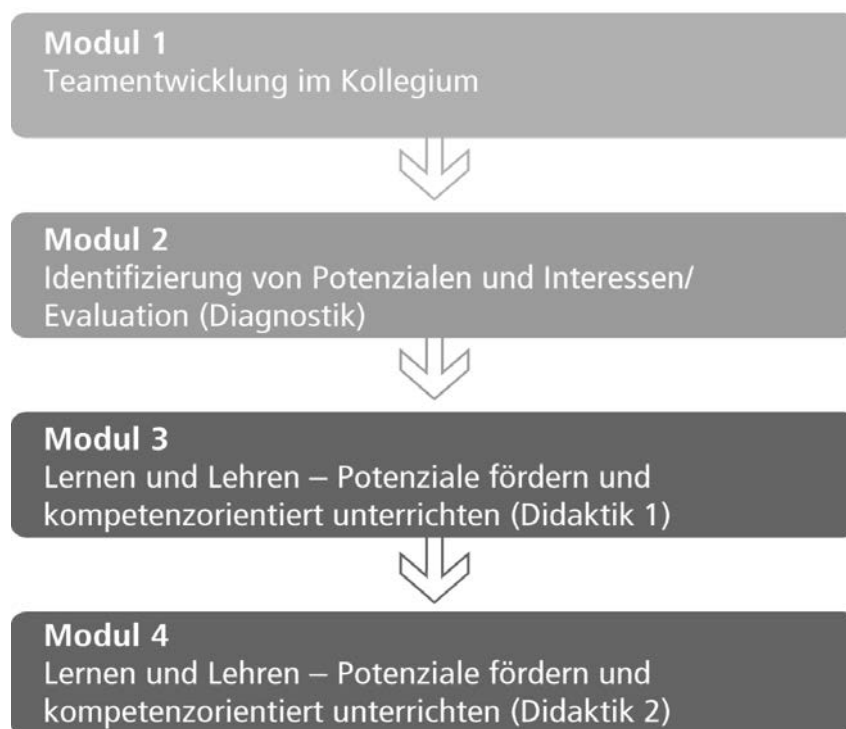 Modul 1
Teamentwicklung im Kollegium
Modul 2
Identifizierung von Potenzialen und Interessen/
Evaluation (Diagnostik)
Modul 3
Lernen und Lehren – Potenziale fördern und
kompetenzorientiert unterrichten (Didaktik 1)
Modul 4
Lernen und Lehren – Potenziale fördern und
kompetenzorientiert unterrichten (Didaktik 2)